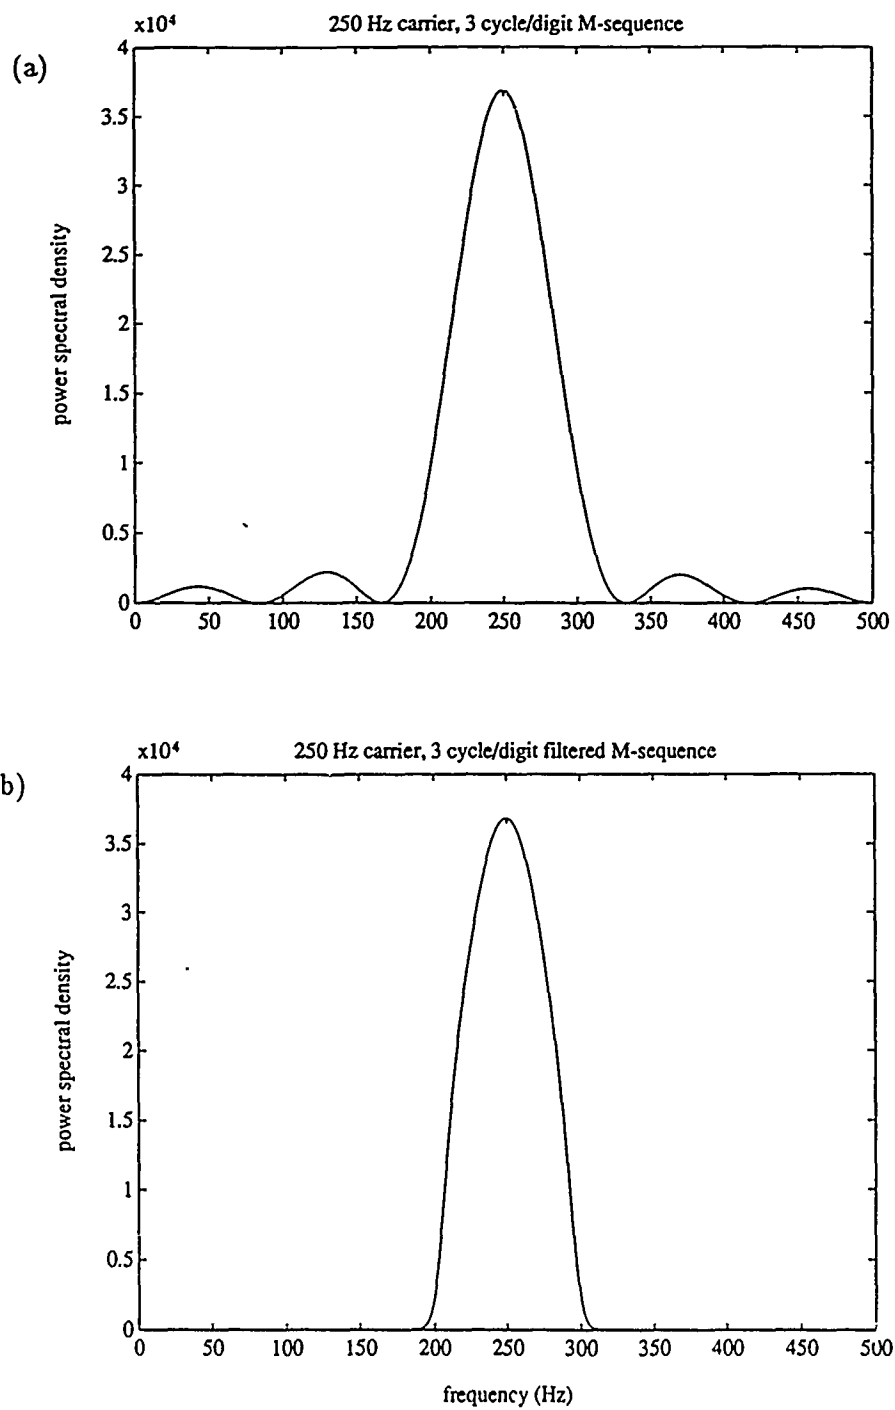 x10⁴ 250 Hz carrier, 3 cycle/digit M-sequence
(a)
4
3.5
3
2.5
2
1.5
1
0.5
0
power spectral density
0 50 100 150 200 250 300 350 400 450 500
x10⁴ 250 Hz carrier, 3 cycle/digit filtered M-sequence
b)
4
3.5
3
2.5
2
1.5
1
0.5
0
power spectral density
0 50 100 150 200 250 300 350 400 450 500
frequency (Hz)